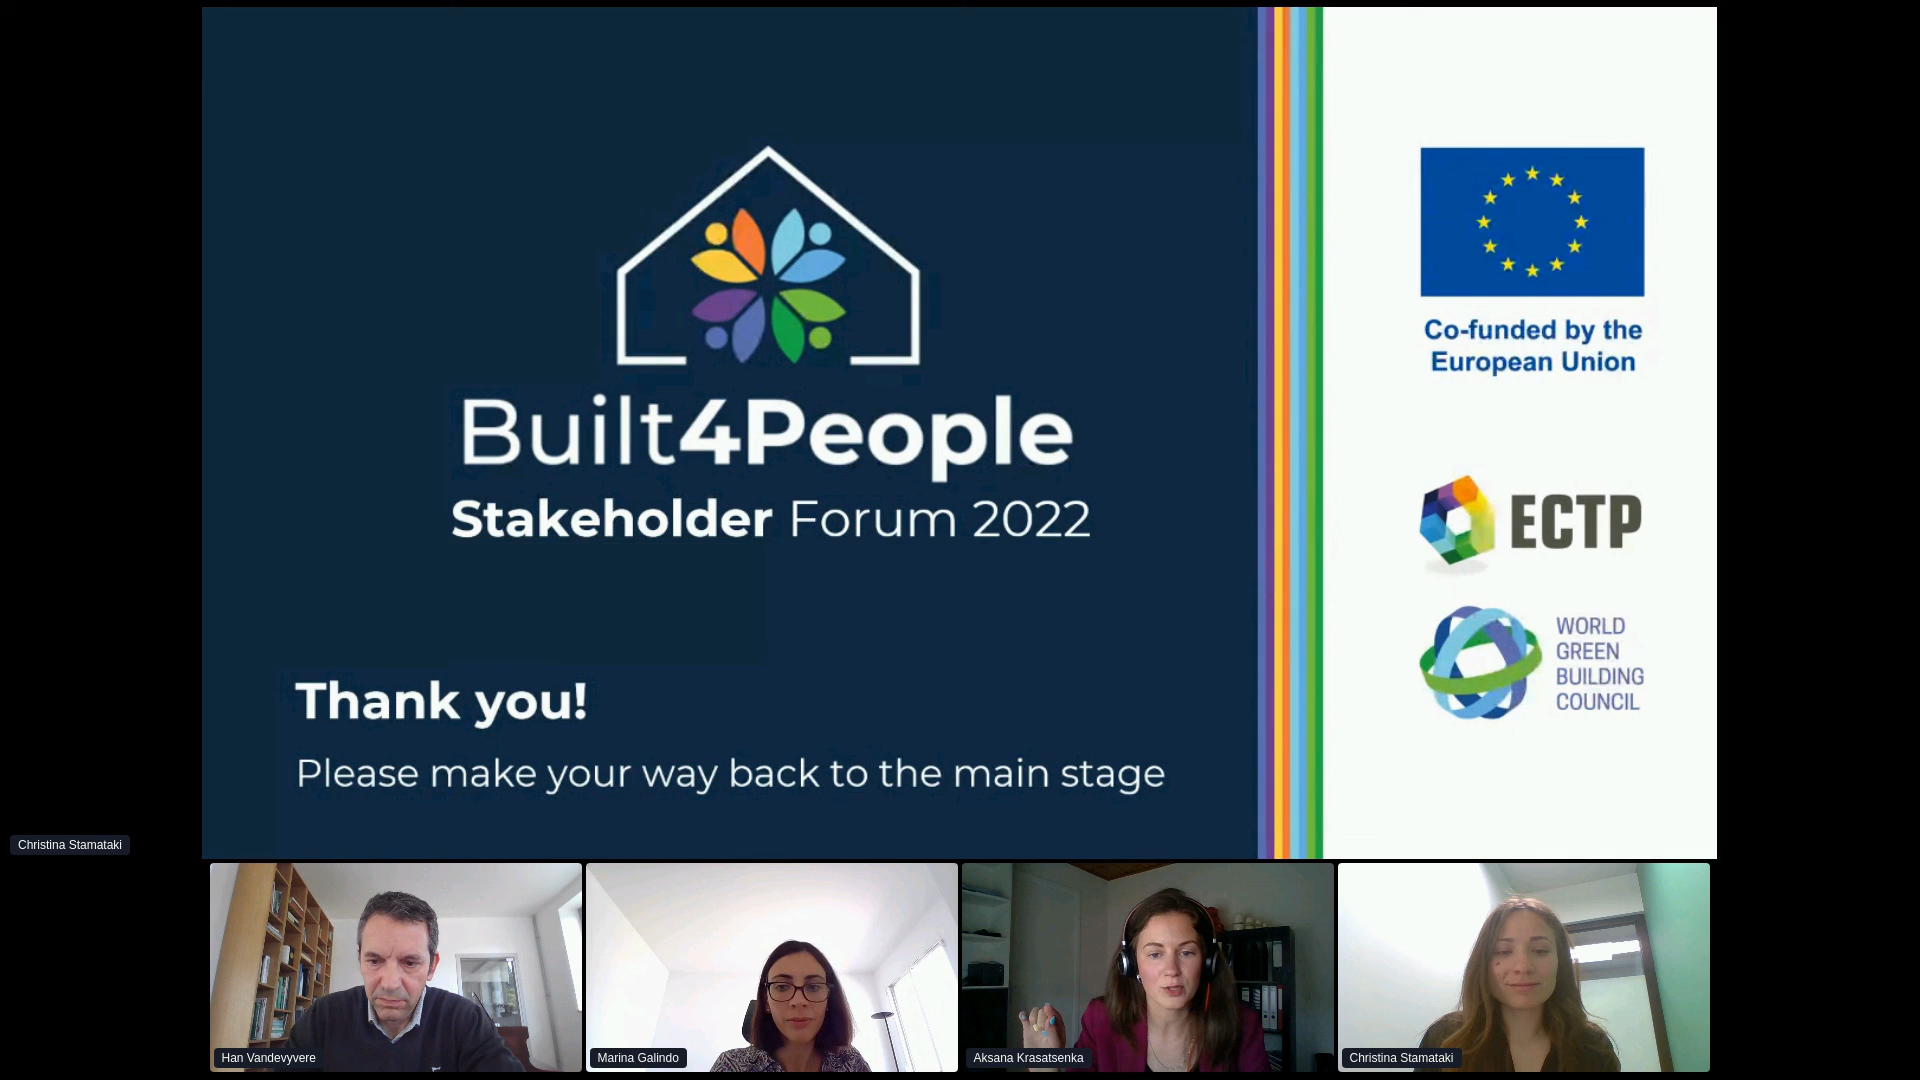 Built4People
Stakeholder Forum 2022
Thank you!
Please make your way back to the main stage
Co-funded by the
European Union
ECTP
WORLD
GREEN
BUILDING
COUNCIL
Christina Stamataki
Han Vandevyvere
Marina Galindo
Aksana Krasatsenka
Christina Stamataki